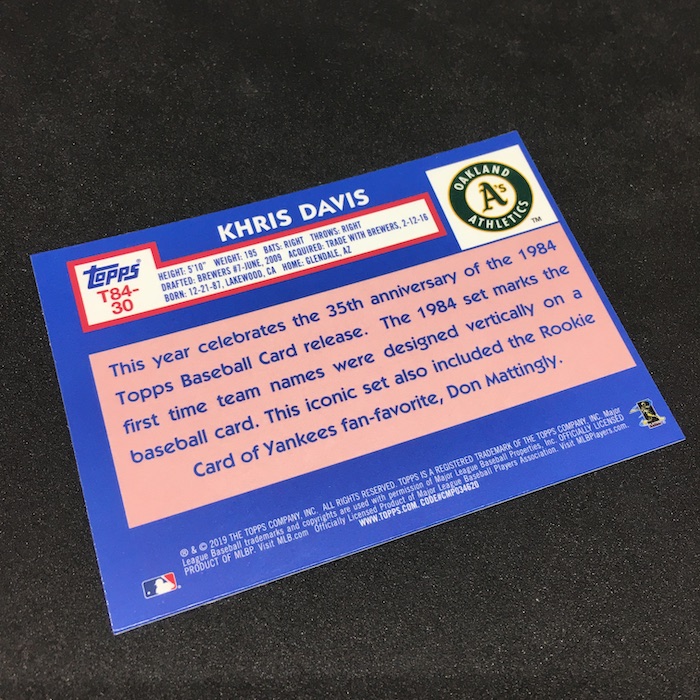 KHRIS DAVIS
OAKLAND
A's
ATHLETICS
TM
Topps
T84-
30
HEIGHT: 5'10" WEIGHT: 195 BATS: RIGHT THROWS: RIGHT
DRAFTED: BREWERS #7-JUNE, 2009 ACQUIRED: TRADE WITH BREWERS, 2-12-16
BORN: 12-21-87, LAKEWOOD, CA HOME: GLENDALE, AZ
This year celebrates the 35th anniversary of the 1984
Topps Baseball Card release. The 1984 set marks the
first time team names were designed vertically on a
baseball card. This iconic set also included the Rookie
Card of Yankees fan-favorite, Don Mattingly.
® & © 2019 THE TOPPS COMPANY, INC. ALL RIGHTS RESERVED. TOPPS IS A REGISTERED TRADEMARK OF THE TOPPS COMPANY, INC. Major
League Baseball trademarks and copyrights are used with permission of Major League Baseball Properties, Inc. OFFICIALLY LICENSED
PRODUCT OF MLBP. Visit MLB.com Officially Licensed Product of Major League Baseball Players Association. Visit MLBPlayers.com.
WWW.TOPPS.COM. CODE#CMP034620